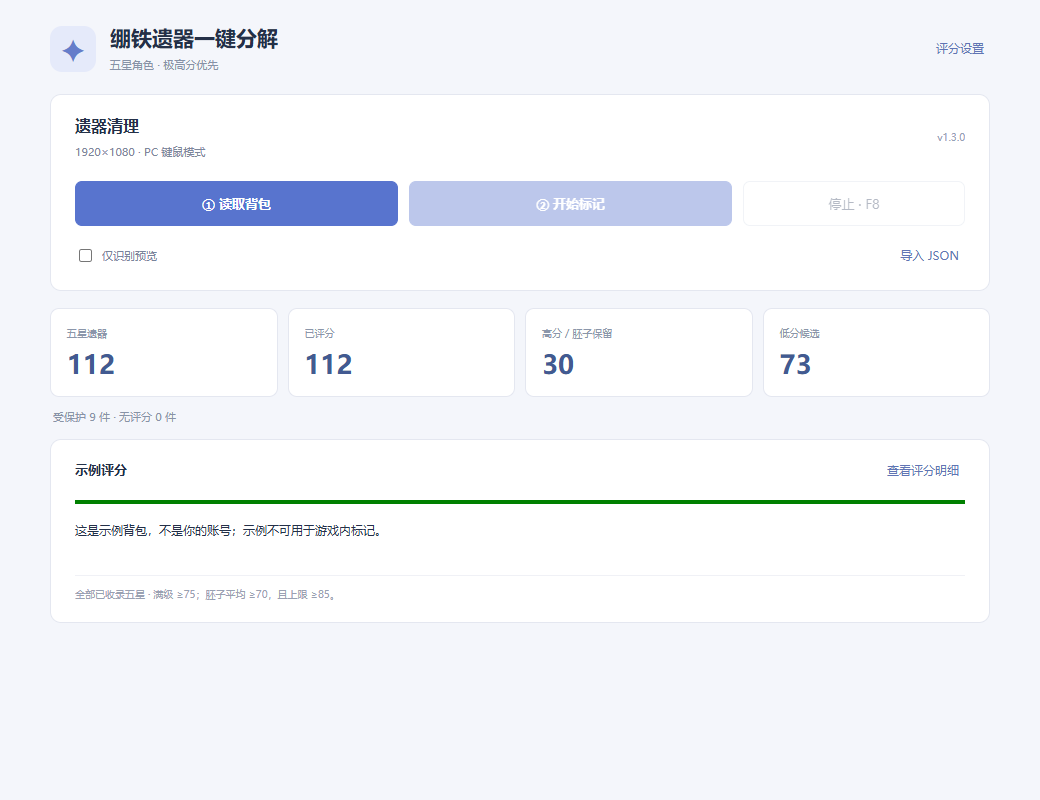 绷铁遗器一键分解
五星角色 · 极高分优先
评分设置
遗器清理
1920×1080 · PC 键鼠模式
v1.3.0
① 读取背包
② 开始标记
停止 · F8
仅识别预览
导入 JSON
五星遗器
112
已评分
112
高分 / 胚子保留
30
低分候选
73
受保护 9 件 · 无评分 0 件
示例评分
查看评分明细
这是示例背包，不是你的账号；示例不可用于游戏内标记。
全部已收录五星 · 满级 ≥75；胚子平均 ≥70，且上限 ≥85。